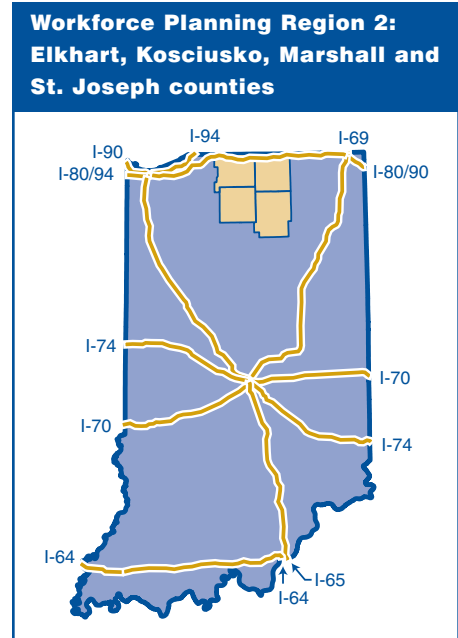 Workforce Planning Region 2:
Elkhart, Kosciusko, Marshall and
St. Joseph counties
I-94
I-69
I-90
I-80/94
I-80/90
I-74
I-70
I-70
I-74
I-64
I-65
I-64